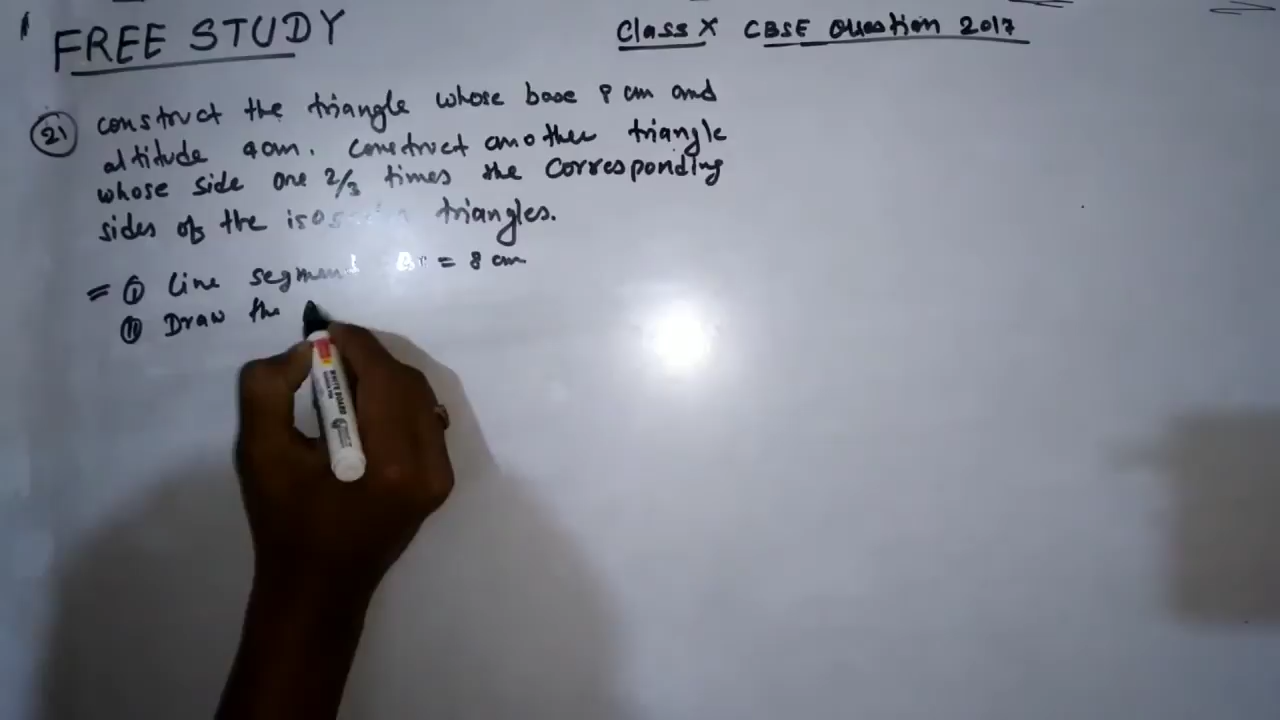 FREE STUDY
Class X CBSE Question 2017
21 construct the triangle whose base 8 cm and
altitude 4cm. Construct another triangle
whose side are 2/3 times the corresponding
sides of the triangles.
= (i) Line segment = 8 cm
(ii) Draw the